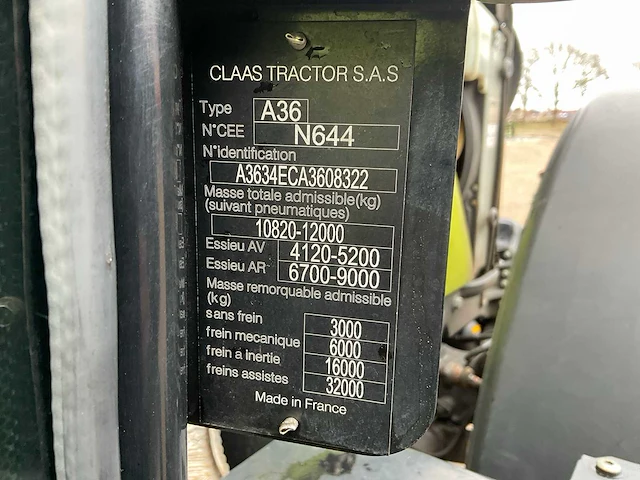 CLAAS TRACTOR S.A.S
Type A36
N°CEE N644
N°identification
A3634ECA3608322
Masse totale admissible(kg)
(suivant pneumatiques)
10820-12000
Essieu AV 4120-5200
Essieu AR 6700-9000
Masse remorquable admissible
(kg)
sans frein 3000
frein mecanique 6000
frein à inertie 16000
freins assistes 32000
Made in France